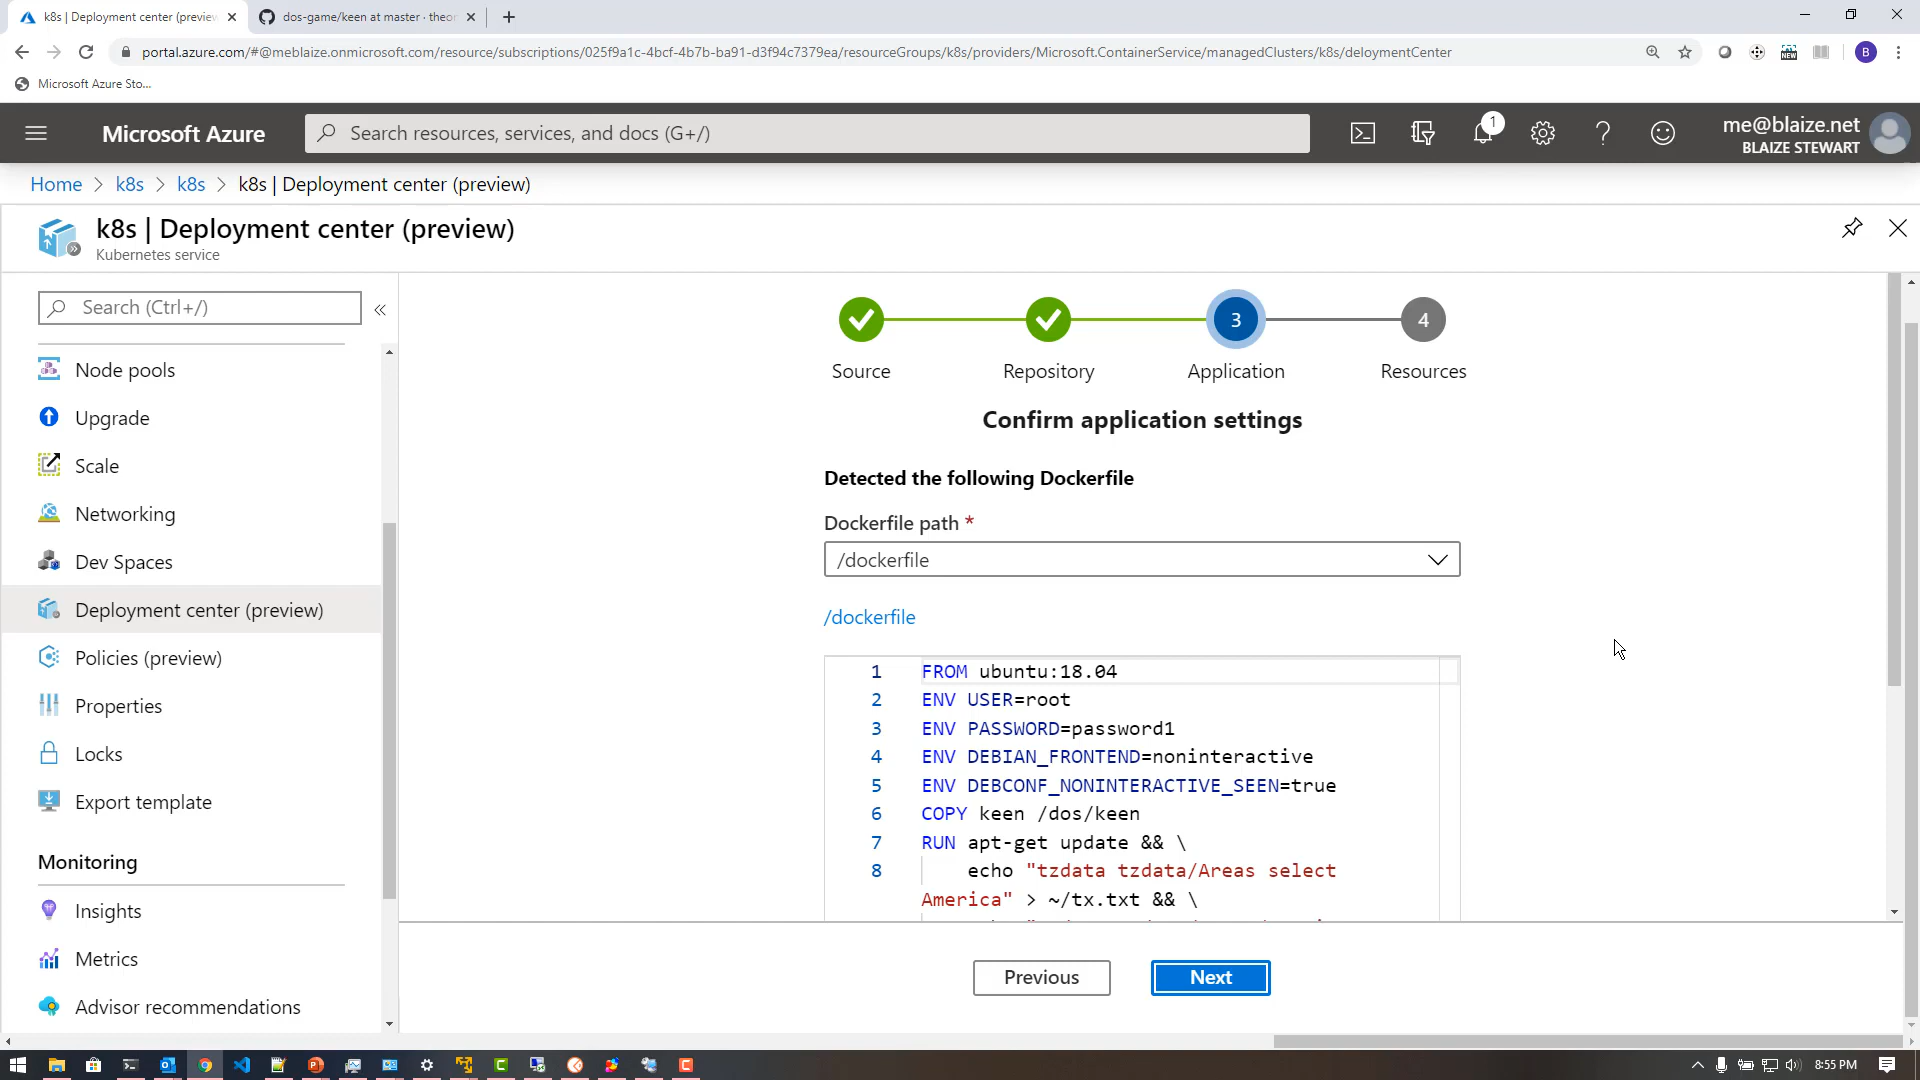 k8s | Deployment center (preview
dos-game/keen at master · theor
portal.azure.com/#@meblaize.onmicrosoft.com/resource/subscriptions/025f9a1c-4bcf-4b7b-ba91-d3f94c7379ea/resourceGroups/k8s/providers/Microsoft.ContainerService/managedClusters/k8s/deloymentCenter
NEW
B
Microsoft Azure Sto...
Microsoft Azure
Search resources, services, and docs (G+/)
1
me@blaize.net
BLAIZE STEWART
Home > k8s > k8s > k8s | Deployment center (preview)
k8s | Deployment center (preview)
Kubernetes service
Search (Ctrl+/)
«
Node pools
Upgrade
Scale
Networking
Dev Spaces
Deployment center (preview)
Policies (preview)
Properties
Locks
Export template
Monitoring
Insights
Metrics
Advisor recommendations
3
4
Source
Repository
Application
Resources
Confirm application settings
Detected the following Dockerfile
Dockerfile path *
/dockerfile
/dockerfile
1 FROM ubuntu:18.04
2 ENV USER=root
3 ENV PASSWORD=password1
4 ENV DEBIAN_FRONTEND=noninteractive
5 ENV DEBCONF_NONINTERACTIVE_SEEN=true
6 COPY keen /dos/keen
7 RUN apt-get update && \
8 echo "tzdata tzdata/Areas select
America" > ~/tx.txt && \
Previous
Next
8:55 PM